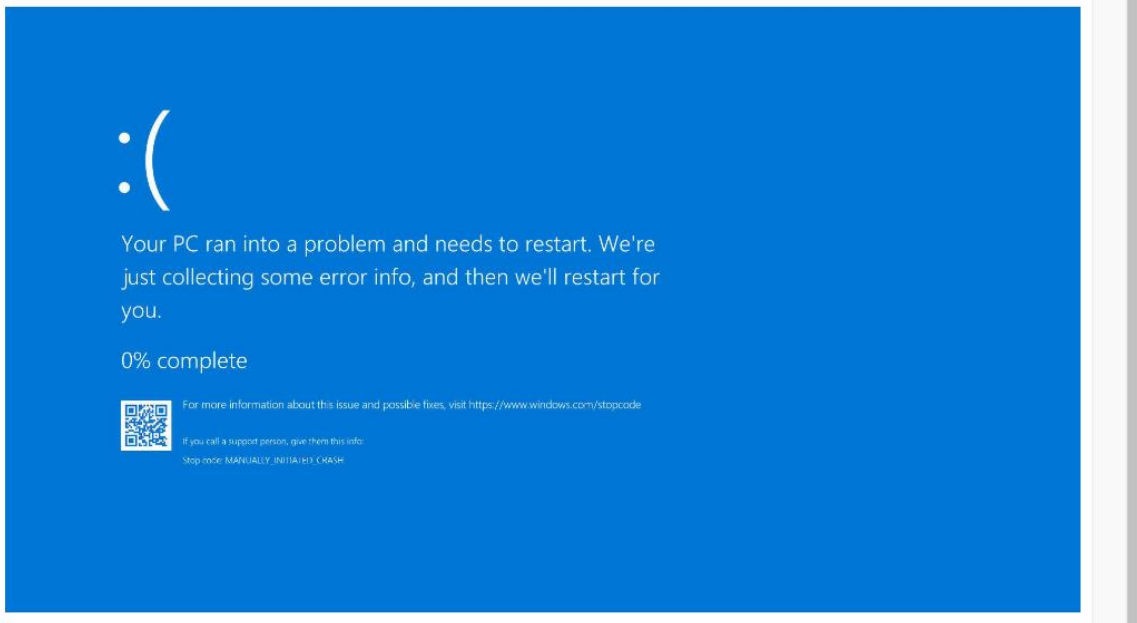 :(
Your PC ran into a problem and needs to restart. We're
just collecting some error info, and then we'll restart for
you.
0% complete
For more information about this issue and possible fixes, visit https://www.windows.com/stopcode
If you call a support person, give them this info:
Stop code: MANUALLY_INITIATED_CRASH